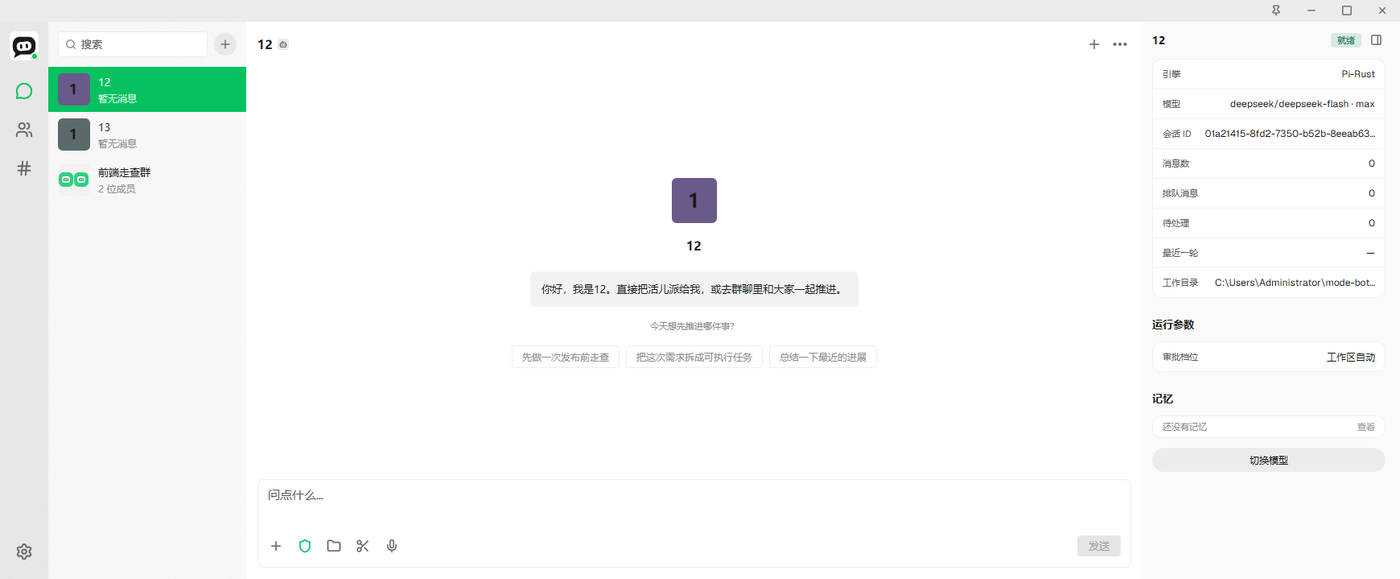 搜索
1
12
暂无消息
1
13
暂无消息
前端走查群
2 位成员
12
1
12
你好，我是12。直接把活儿派给我，或去群聊里和大家一起推进。
今天想先推进哪件事?
先做一次发布前走查
把这次需求拆成可执行任务
总结一下最近的进展
问点什么...
发送
12
就绪
引擎 Pi-Rust
模型 deepseek/deepseek-flash · max
会话 ID 01a21415-8fd2-7350-b52b-8eeab63...
消息数 0
排队消息 0
待处理 0
最近一轮 —
工作目录 C:\Users\Administrator\mode-bot...
运行参数
审批档位 工作区自动
记忆
还没有记忆 查看
切换模型